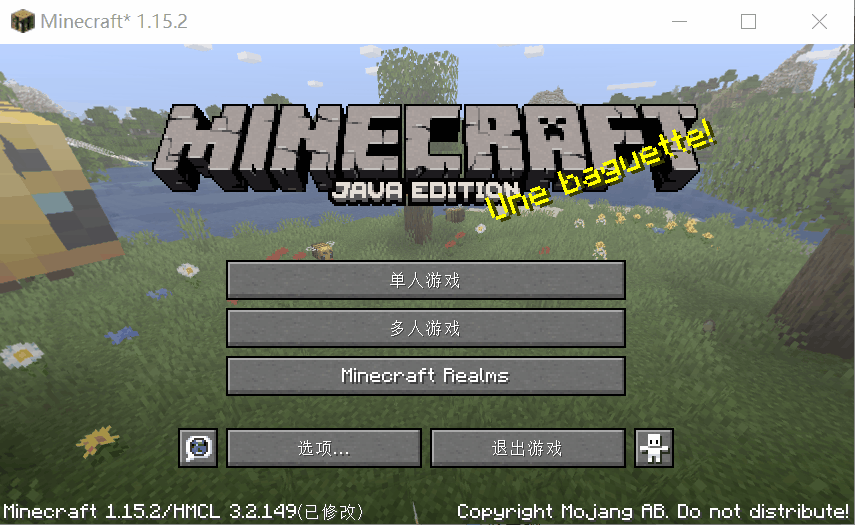 Minecraft* 1.15.2
MINECRAFT
JAVA EDITION
Une baguette!
单人游戏
多人游戏
Minecraft Realms
选项...
退出游戏
Minecraft 1.15.2/HMCL 3.2.149(已修改)
Copyright Mojang AB. Do not distribute!